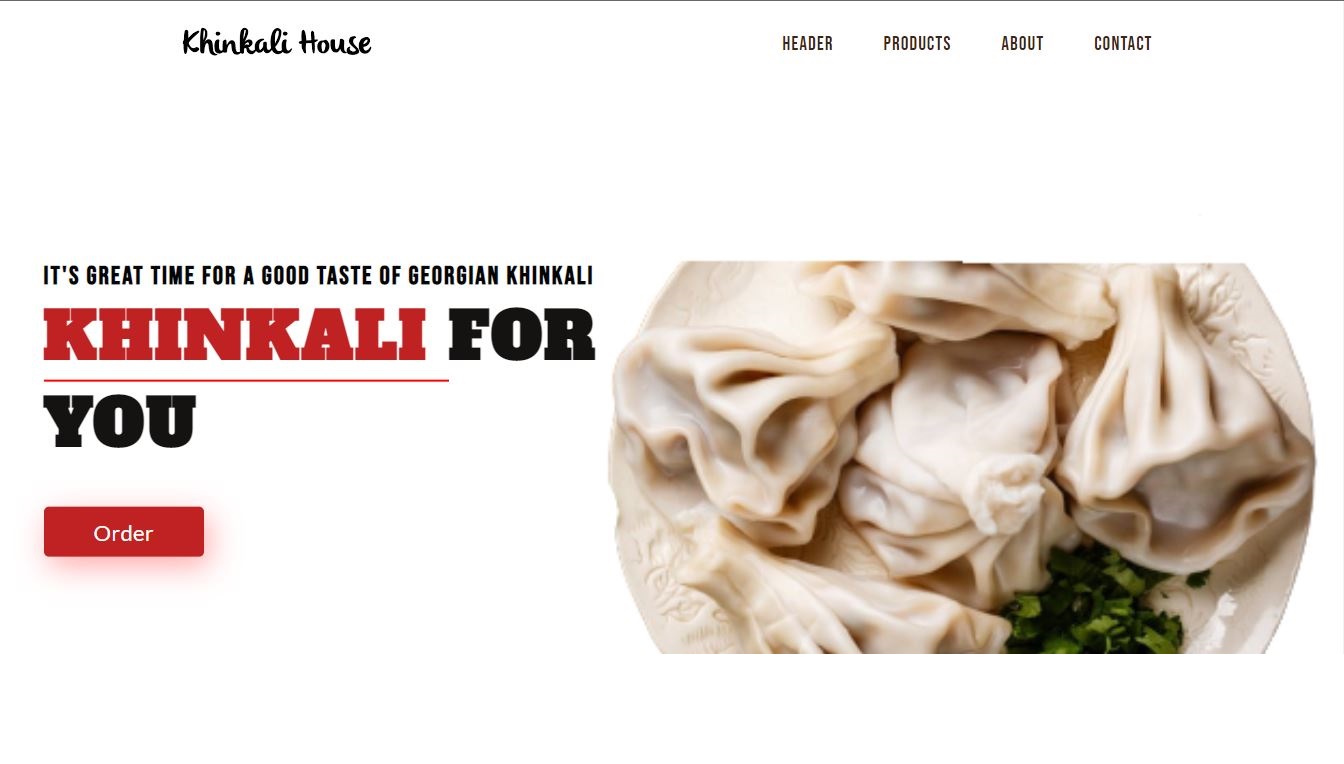 Khinkali House
HEADER PRODUCTS ABOUT CONTACT
IT'S GREAT TIME FOR A GOOD TASTE OF GEORGIAN KHINKALI
KHINKALI FOR
YOU
Order